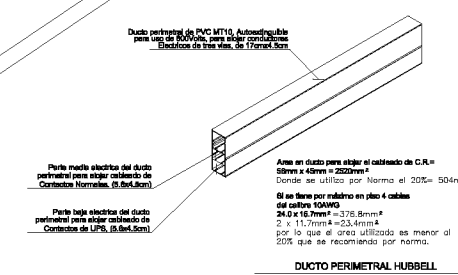 Ducto perimetral de PVC MT10, Autoextinguible
para uso de 600Volts, para alojar conductores
Electricos de tres vias, de 17cmx4.5cm
Parte media electrica del ducto
perimetral para alojar cableado de
Contactos Normales. (5.6x4.5cm)
Parte baja electrica del ducto
perimetral para alojar cableado de
Contactos de UPS, (5.6x4.5cm)
Area en ducto para alojar el cableado de C.R.=
56mm x 45mm = 2520mm²
Donde se utiliza por Norma el 20%= 504m
Si se tiene por máximo en piso 4 cables
del calibre 10AWG
24.0 x 15.7mm²=376.8mm²
2 x 11.7mm²=23.4mm²
por lo que el area utilizada es menor al
20% que se recomienda por norma.
DUCTO PERIMETRAL HUBBELL